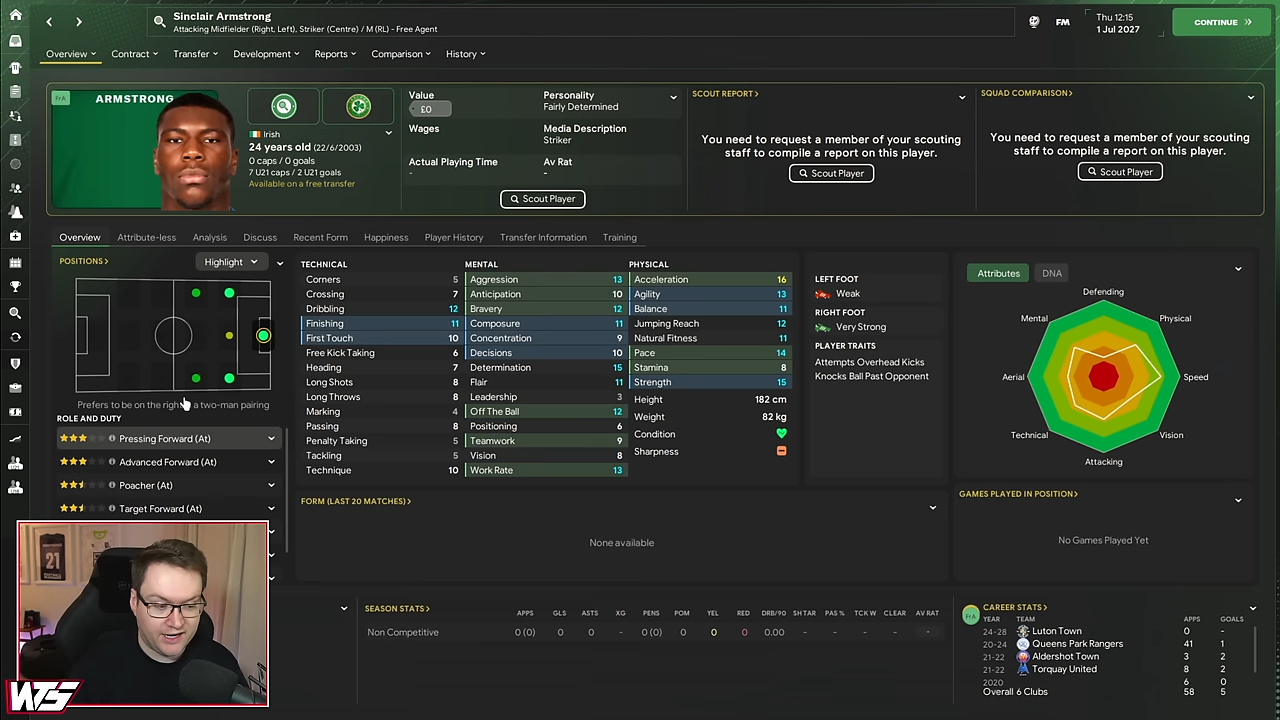 Sinclair Armstrong
Attacking Midfielder (Right, Left), Striker (Centre) / M (RL) - Free Agent
FM
Thu 12:15
1 Jul 2027
CONTINUE
Overview
Contract
Transfer
Development
Reports
Comparison
History
FrA
ARMSTRONG
Irish
24 years old (22/6/2003)
0 caps / 0 goals
7 U21 caps / 2 U21 goals
Available on a free transfer
Value
£0
Personality
Fairly Determined
Wages
Media Description
Striker
Actual Playing Time
-
Av Rat
-
Scout Player
SCOUT REPORT >
You need to request a member of your scouting
staff to compile a report on this player.
Scout Player
SQUAD COMPARISON >
You need to request a member of your scouting
staff to compile a report on this player.
Scout Player
Overview
Attribute-less
Analysis
Discuss
Recent Form
Happiness
Player History
Transfer Information
Training
POSITIONS >
Highlight
Prefers to be on the right a two-man pairing
ROLE AND DUTY
Pressing Forward (At)
Advanced Forward (At)
Poacher (At)
Target Forward (At)
TECHNICAL
Corners 5
Crossing 7
Dribbling 12
Finishing 11
First Touch 10
Free Kick Taking 6
Heading 7
Long Shots 8
Long Throws 8
Marking 4
Passing 8
Penalty Taking 5
Tackling 5
Technique 10
MENTAL
Aggression 13
Anticipation 10
Bravery 12
Composure 11
Concentration 9
Decisions 10
Determination 15
Flair 11
Leadership 3
Off The Ball 12
Positioning 6
Teamwork 9
Vision 8
Work Rate 13
PHYSICAL
Acceleration 16
Agility 13
Balance 11
Jumping Reach 12
Natural Fitness 11
Pace 14
Stamina 8
Strength 15
Height 182 cm
Weight 82 kg
Condition
Sharpness
LEFT FOOT
Weak
RIGHT FOOT
Very Strong
PLAYER TRAITS
Attempts Overhead Kicks
Knocks Ball Past Opponent
Attributes
DNA
Defending
Mental
Physical
Aerial
Speed
Technical
Vision
Attacking
FORM (LAST 20 MATCHES) >
None available
GAMES PLAYED IN POSITION >
No Games Played Yet
SEASON STATS >
APPS GLS ASTS XG PENS POM YEL RED DRB/90 SH TAR PAS % TCK W CLEAR AV RAT
Non Competitive 0 (0) 0 0 - 0 (0) 0 0 0 0.00 - - - - -
FrA
CAREER STATS >
YEAR TEAM APPS GOALS
24-28 Luton Town 0 -
20-24 Queens Park Rangers 41 1
21-22 Aldershot Town 3 2
21-22 Torquay United 8 2
2020 6 0
Overall 6 Clubs 58 5
21
WTS